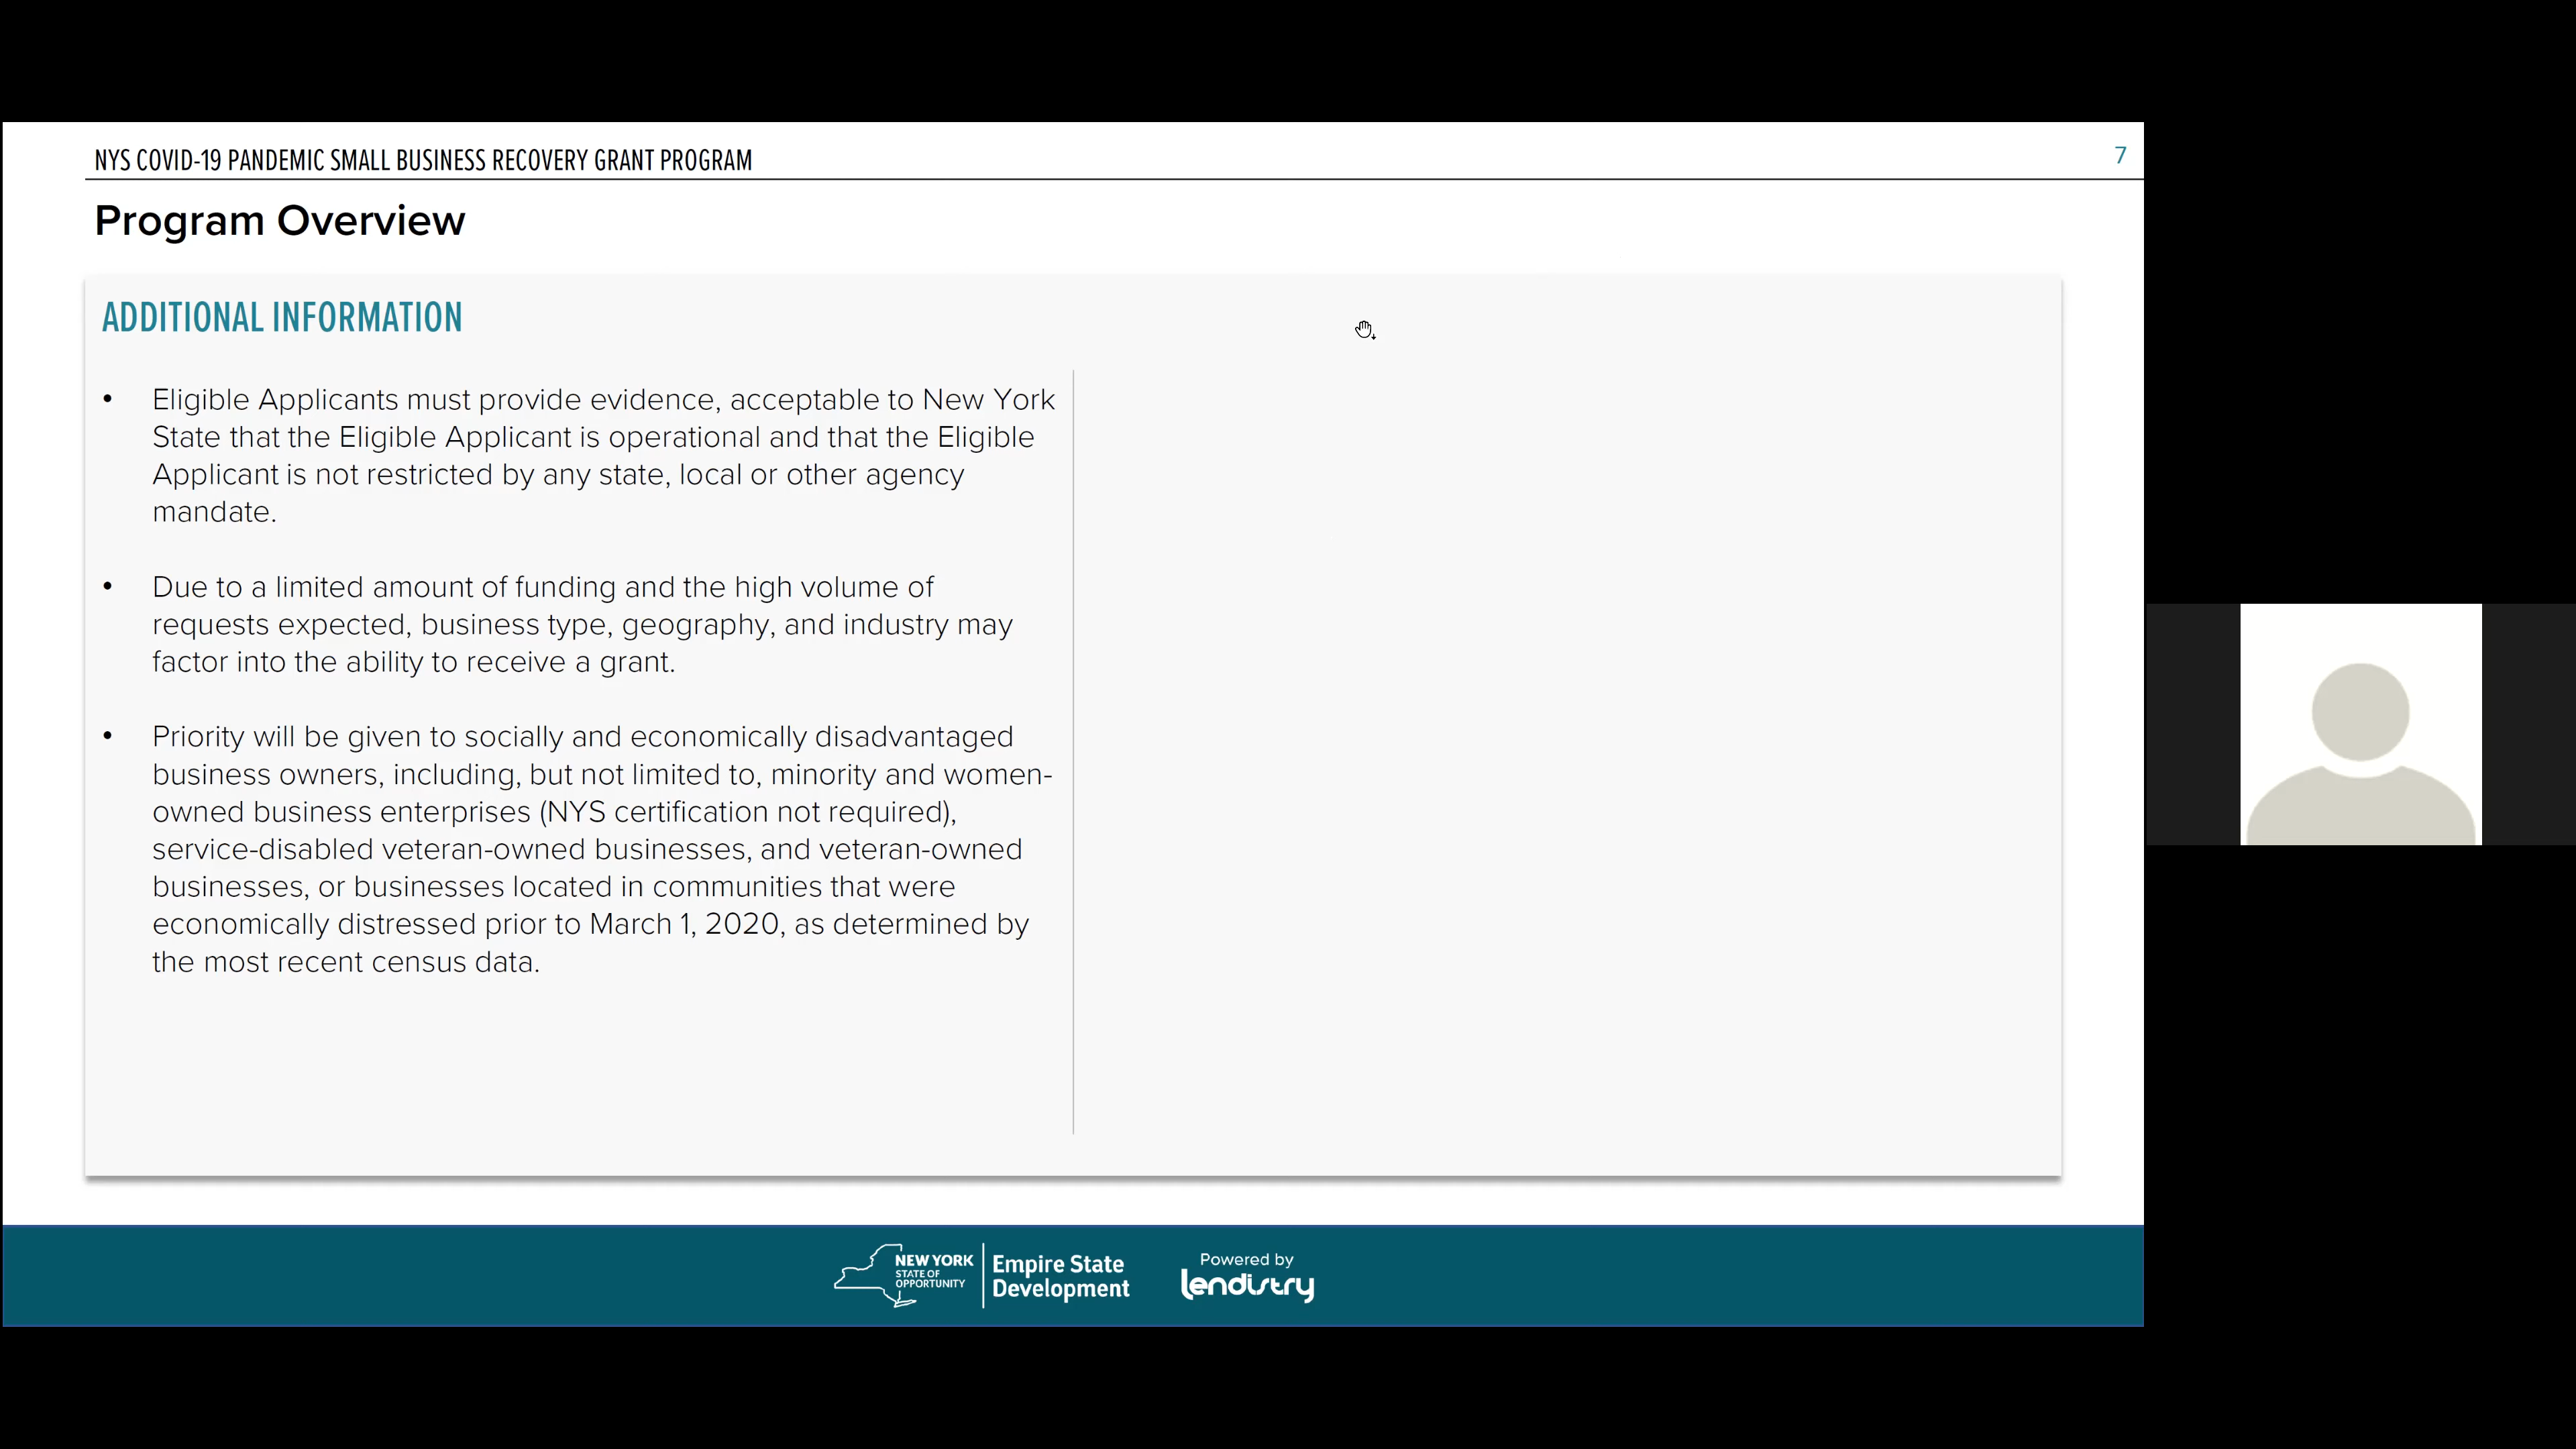 NYS COVID-19 PANDEMIC SMALL BUSINESS RECOVERY GRANT PROGRAM
7
Program Overview
ADDITIONAL INFORMATION
• Eligible Applicants must provide evidence, acceptable to New York
State that the Eligible Applicant is operational and that the Eligible
Applicant is not restricted by any state, local or other agency
mandate.
• Due to a limited amount of funding and the high volume of
requests expected, business type, geography, and industry may
factor into the ability to receive a grant.
• Priority will be given to socially and economically disadvantaged
business owners, including, but not limited to, minority and women-
owned business enterprises (NYS certification not required),
service-disabled veteran-owned businesses, and veteran-owned
businesses, or businesses located in communities that were
economically distressed prior to March 1, 2020, as determined by
the most recent census data.
NEW YORK
STATE OF
OPPORTUNITY
Empire State
Development
Powered by
lendistry